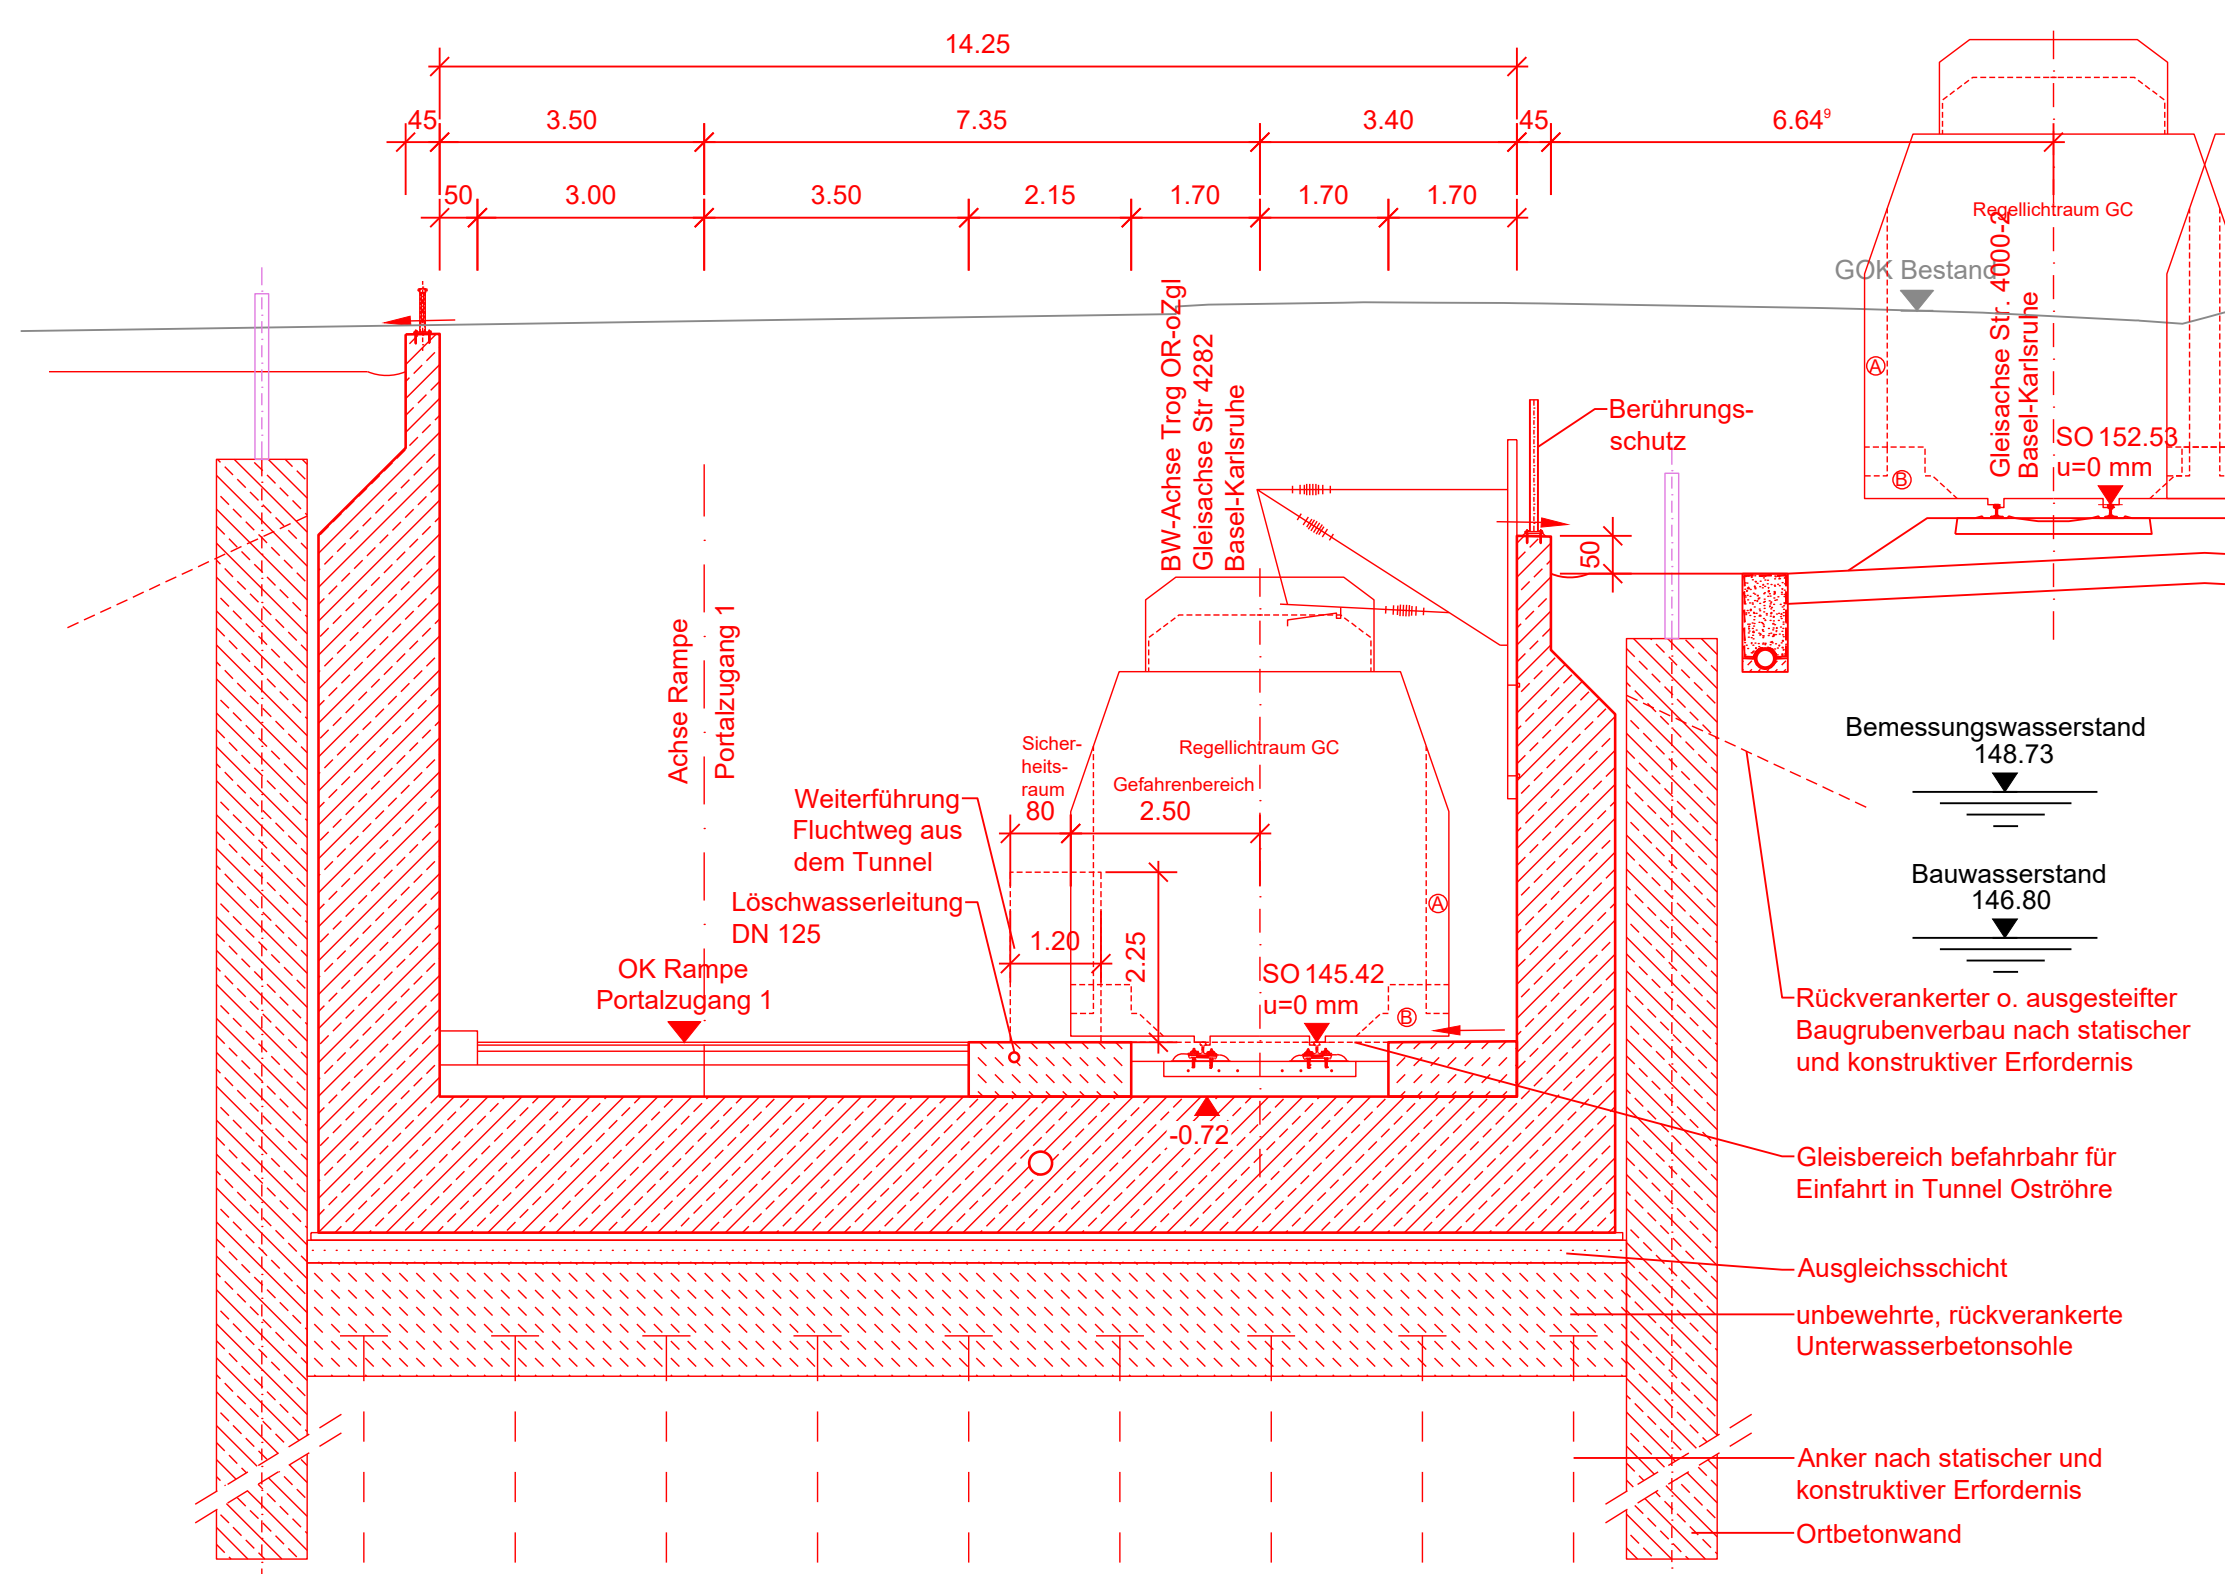 14.25
45
3.50
7.35
3.40
45
6.64⁹
50
3.00
3.50
2.15
1.70
1.70
1.70
Regellichtraum GC
GOK Bestand
Gleisachse Str. 4000-2
Basel-Karlsruhe
BW-Achse Trog OR-ozgl
Gleisachse Str 4282
Basel-Karlsruhe
A
Berührungs-
schutz
SO 152.53
u=0 mm
B
50
Achse Rampe
Portalzugang 1
Bemessungswasserstand
148.73
Sicher-
heits-
raum
80
Regellichtraum GC
Gefahrenbereich
2.50
Weiterführung
Fluchtweg aus
dem Tunnel
Bauwasserstand
146.80
Löschwasserleitung
DN 125
A
1.20
2.25
OK Rampe
Portalzugang 1
SO 145.42
u=0 mm
B
Rückverankerter o. ausgesteifter
Baugrubenverbau nach statischer
und konstruktiver Erfordernis
-0.72
Gleisbereich befahrbahr für
Einfahrt in Tunnel Oströhre
Ausgleichsschicht
unbewehrte, rückverankerte
Unterwasserbetonsohle
Anker nach statischer und
konstruktiver Erfordernis
Ortbetonwand